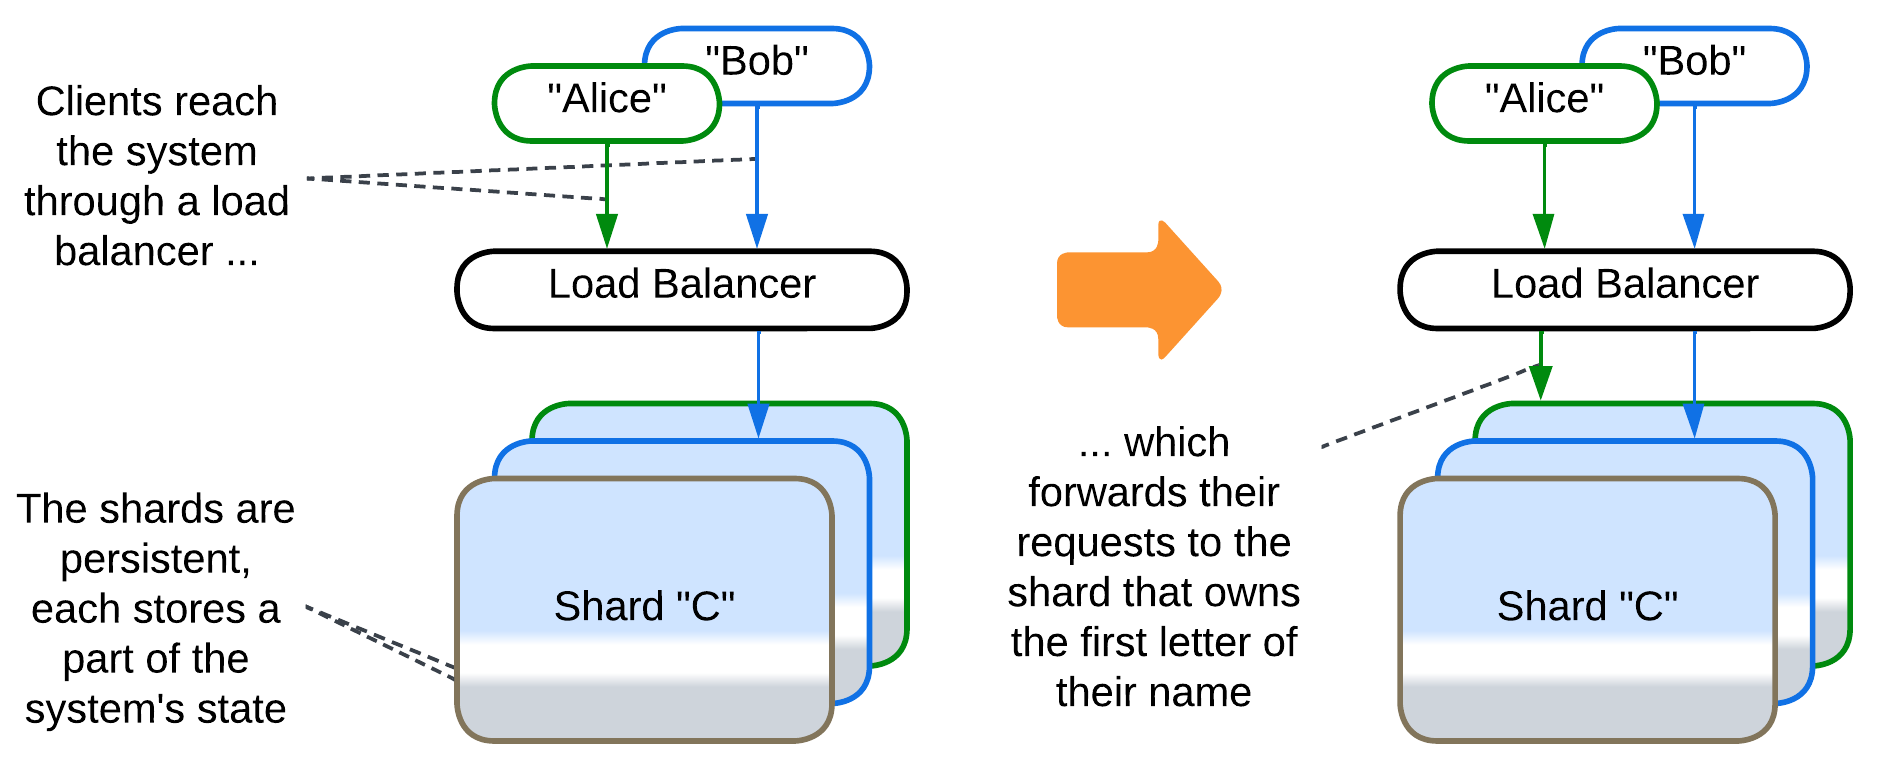 Clients reach
the system
through a load
balancer ...
"Bob"
"Alice"
Load Balancer
Shard "C"
The shards are
persistent,
each stores a
part of the
system's state
"Bob"
"Alice"
Load Balancer
... which
forwards their
requests to the
shard that owns
the first letter of
their name
Shard "C"